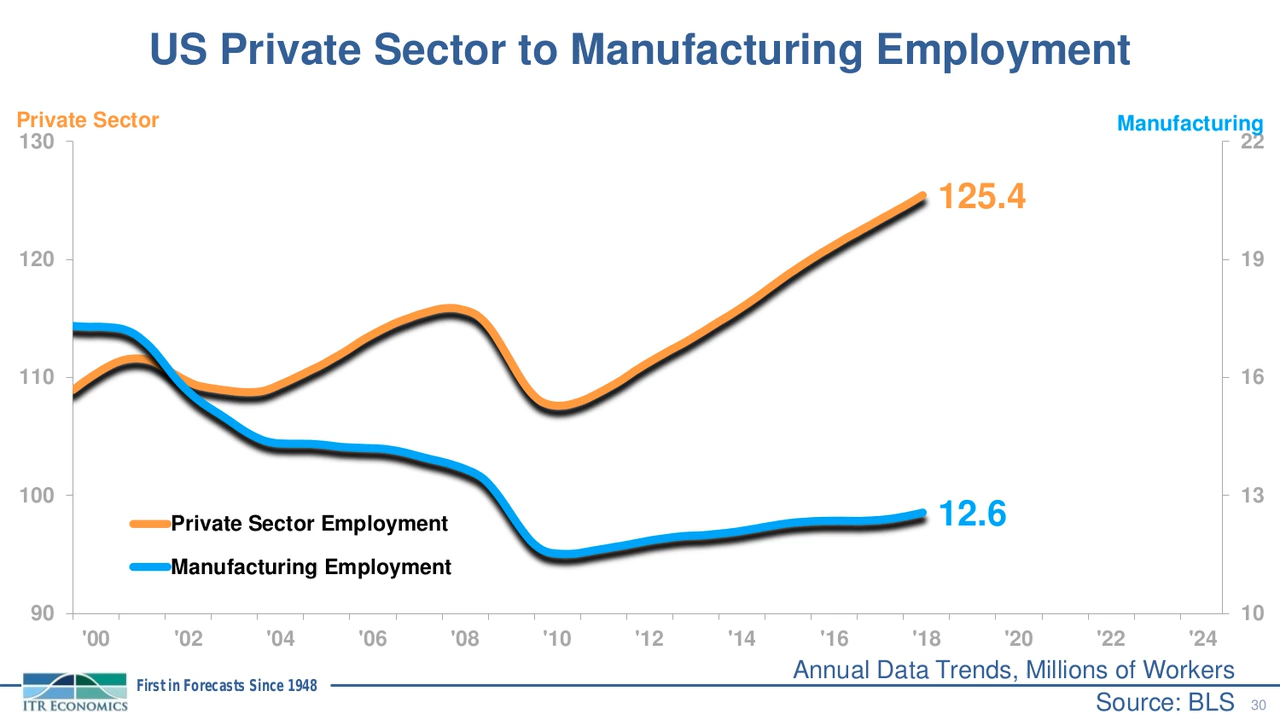 US Private Sector to Manufacturing Employment
Private Sector
Manufacturing
130
22
125.4
120
19
110
16
100
13
12.6
Private Sector Employment
Manufacturing Employment
90
10
'00 '02 '04 '06 '08 '10 '12 '14 '16 '18 '20 '22 '24
Annual Data Trends, Millions of Workers
First in Forecasts Since 1948
ITR ECONOMICS
Source: BLS
30